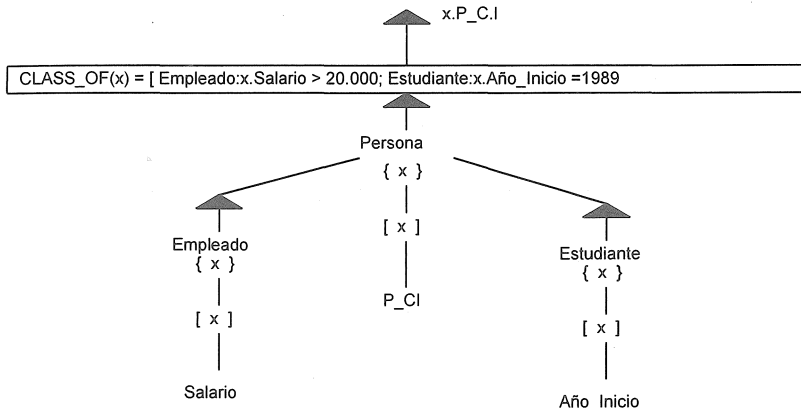 x.P_C.I
CLASS_OF(x) = [ Empleado:x.Salario > 20.000; Estudiante:x.Año_Inicio =1989
Persona
{ x }
[ x ]
P_CI
Empleado
{ x }
[ x ]
Salario
Estudiante
{ x }
[ x ]
Año Inicio